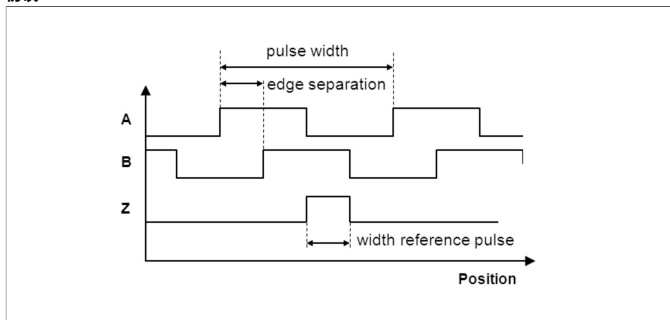 pulse width
edge separation
A
B
Z
width reference pulse
Position